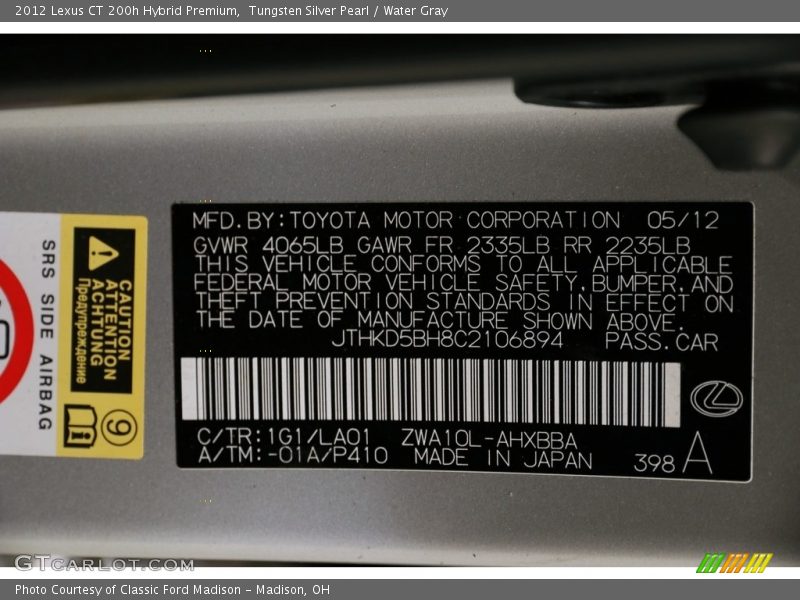 2012 Lexus CT 200h Hybrid Premium,  Tungsten Silver Pearl / Water Gray
MFD.BY:TOYOTA MOTOR CORPORATION 05/12
GVWR 4065LB GAWR FR 2335LB RR 2235LB
THIS VEHICLE CONFORMS TO ALL APPLICABLE
FEDERAL MOTOR VEHICLE SAFETY,BUMPER,AND
THEFT PREVENTION STANDARDS IN EFFECT ON
THE DATE OF MANUFACTURE SHOWN ABOVE.
JTHKD5BH8C2106894 PASS.CAR
C/TR:1G1/LA01 ZWA10L-AHXBBA
A/TM:-01A/P410 MADE IN JAPAN 398 A
SRS SIDE AIRBAG
CAUTION
ATTENTION
ACHTUNG
Предупреждение
9
GTCARLOT.COM
Photo Courtesy of Classic Ford Madison - Madison, OH